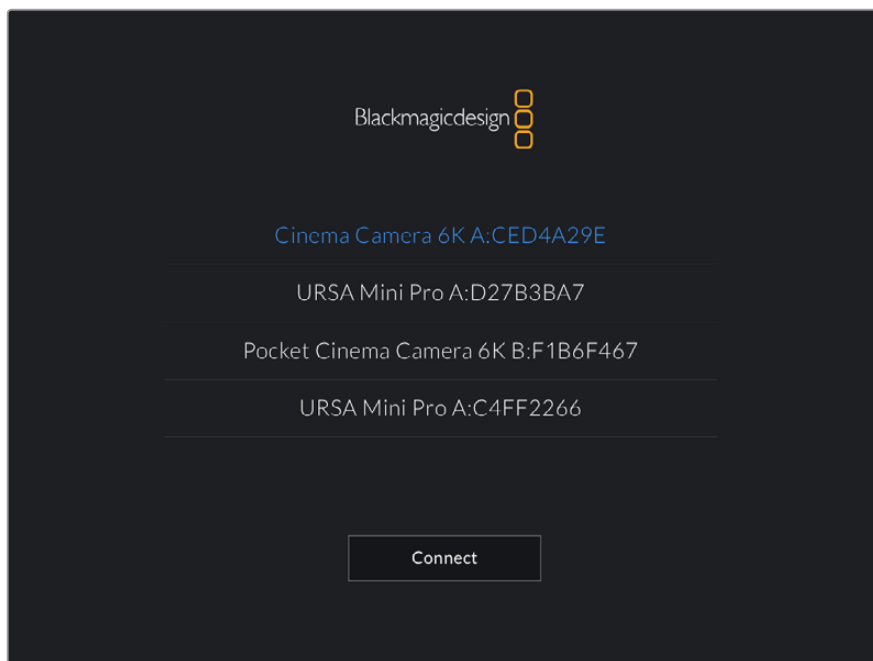 Blackmagicdesign
Cinema Camera 6K A:CED4A29E
URSA Mini Pro A:D27B3BA7
Pocket Cinema Camera 6K B:F1B6F467
URSA Mini Pro A:C4FF2266
Connect